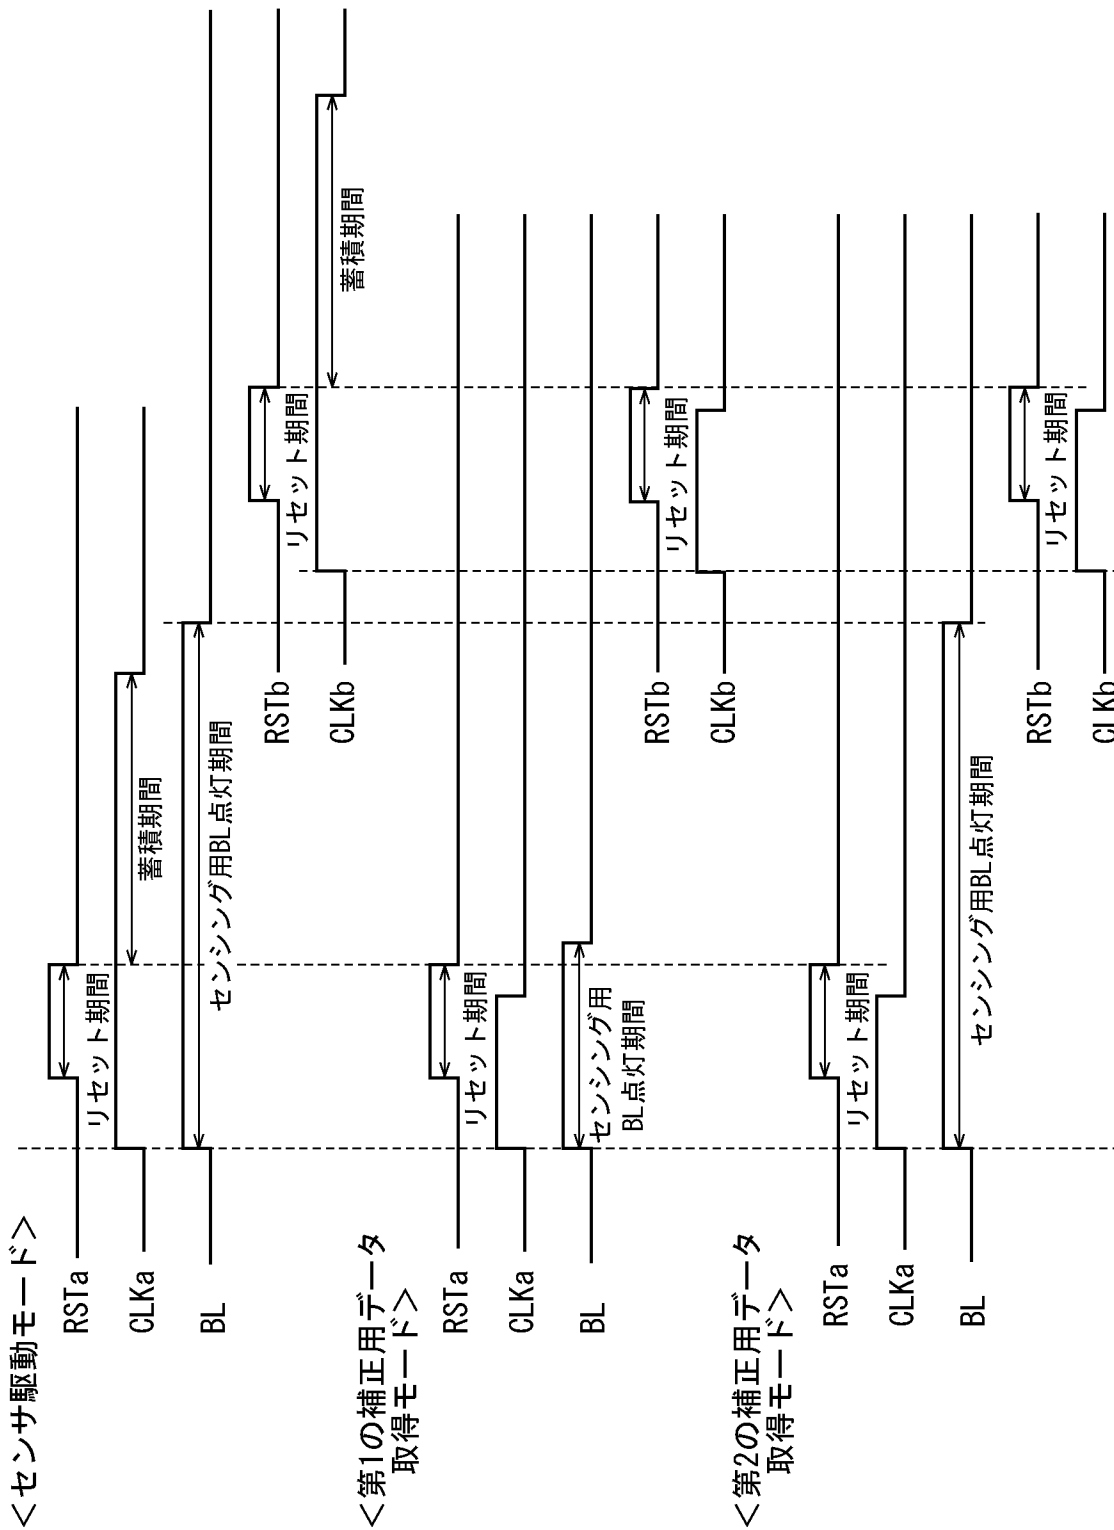 <センサ駆動モード>
RSTa
リセット期間
CLKa
蓄積期間
BL
センシング用BL点灯期間
RSTb
リセット期間
CLKb
蓄積期間
<第1の補正用データ
取得モード>
RSTa
リセット期間
CLKa
BL
センシング用
BL点灯期間
RSTb
リセット期間
CLKb
<第2の補正用データ
取得モード>
RSTa
リセット期間
CLKa
BL
センシング用BL点灯期間
RSTb
リセット期間
CLKb